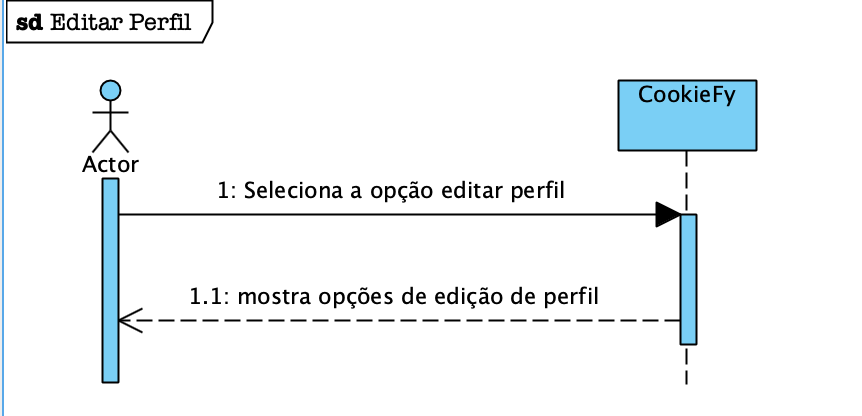 sd Editar Perfil
CookieFy
Actor
1: Seleciona a opção editar perfil
1.1: mostra opções de edição de perfil